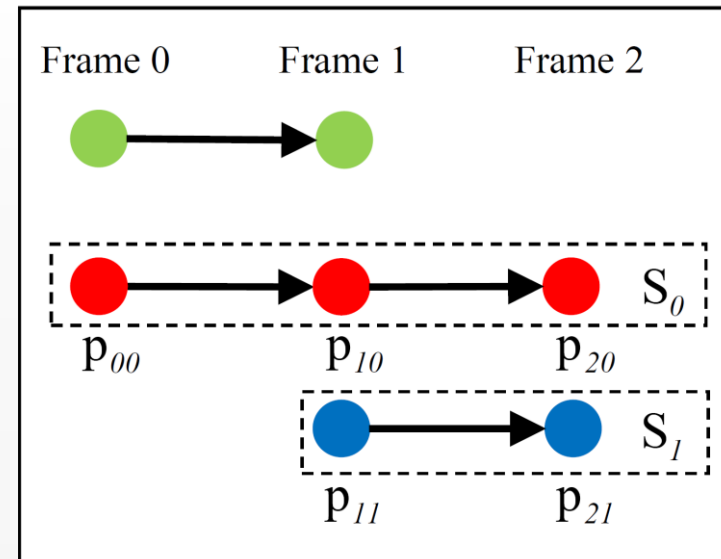 Frame 0 Frame 1 Frame 2
S₀
p₀₀ p₁₀ p₂₀
S₁
p₁₁ p₂₁